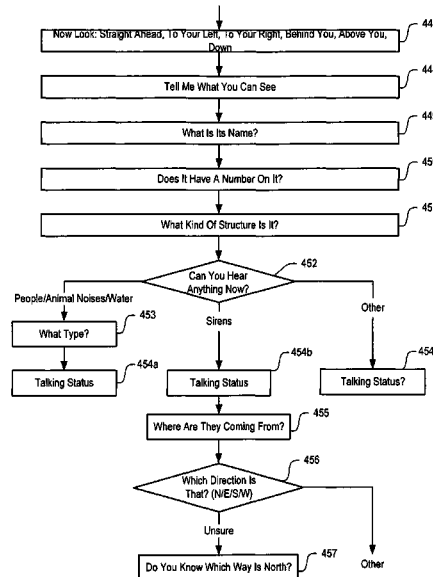 Now Look: Straight Ahead, To Your Left, To Your Right, Behind You, Above You,
Down
44
Tell Me What You Can See
44
What Is Its Name?
44
Does It Have A Number On It?
45
What Kind Of Structure Is It?
45
Can You Hear
Anything Now?
452
People/Animal Noises/Water
Sirens
Other
What Type?
453
Talking Status
454a
Talking Status
454b
Talking Status?
454
Where Are They Coming From?
455
Which Direction Is
That? (N/E/S/W)
456
Unsure
Other
Do You Know Which Way Is North?
457